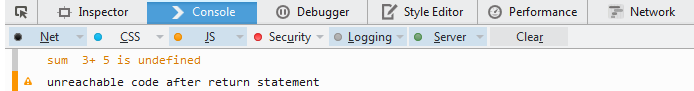 Inspector Console Debugger Style Editor Performance Network
Net CSS JS Security Logging Server Clear
sum  3+ 5 is undefined
unreachable code after return statement